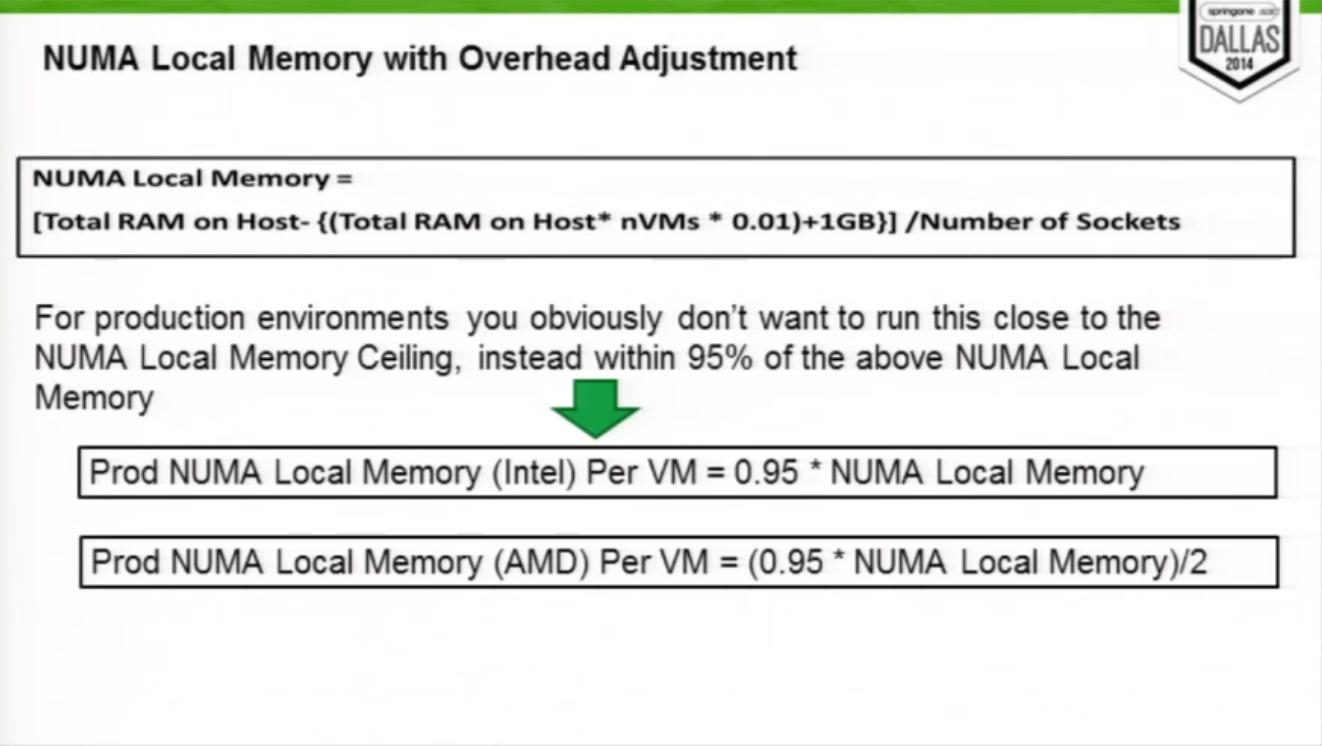 springone 2GX
DALLAS
2014
NUMA Local Memory with Overhead Adjustment
NUMA Local Memory =
[Total RAM on Host- {(Total RAM on Host* nVMs * 0.01)+1GB}] /Number of Sockets
For production environments you obviously don't want to run this close to the
NUMA Local Memory Ceiling, instead within 95% of the above NUMA Local
Memory
Prod NUMA Local Memory (Intel) Per VM = 0.95 * NUMA Local Memory
Prod NUMA Local Memory (AMD) Per VM = (0.95 * NUMA Local Memory)/2